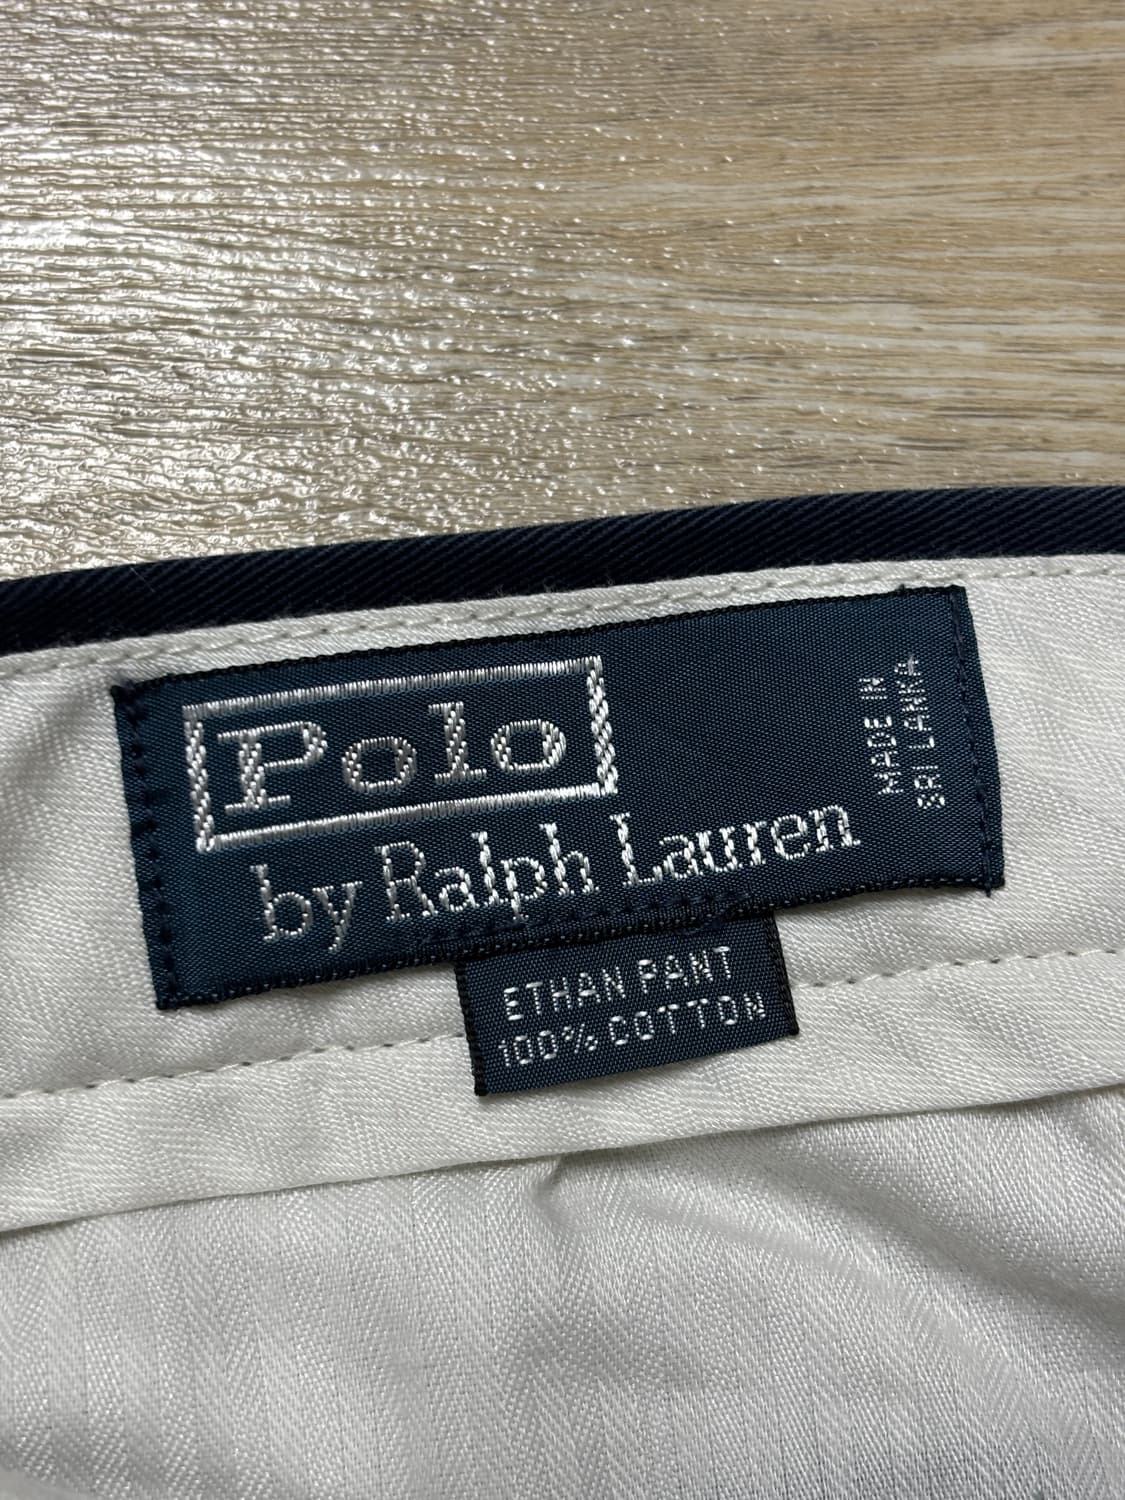 Polo
by Ralph Lauren
MADE IN
SRI LANKA
ETHAN PANT
100% COTTON